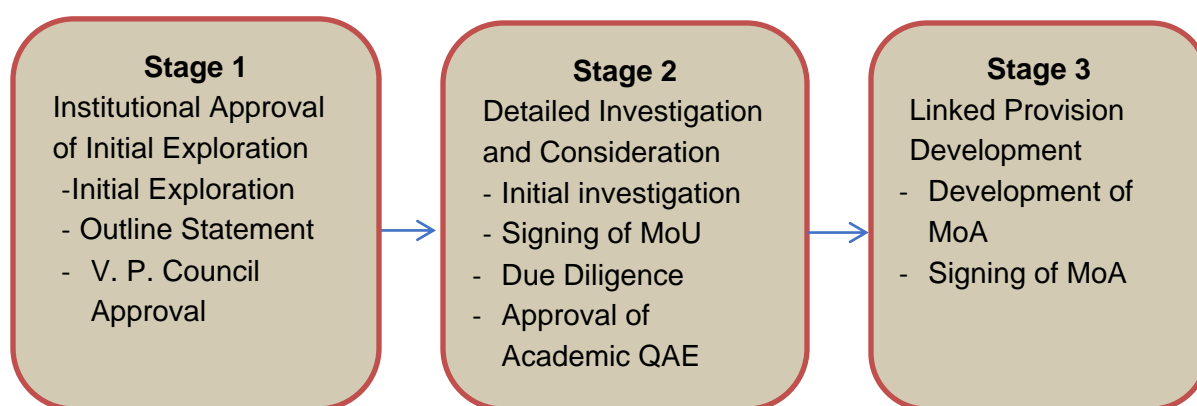 Stage 1
Institutional Approval
of Initial Exploration
-Initial Exploration
- Outline Statement
- V. P. Council
Approval
Stage 2
Detailed Investigation
and Consideration
- Initial investigation
- Signing of MoU
- Due Diligence
- Approval of
Academic QAE
Stage 3
Linked Provision
Development
- Development of
MoA
- Signing of MoA